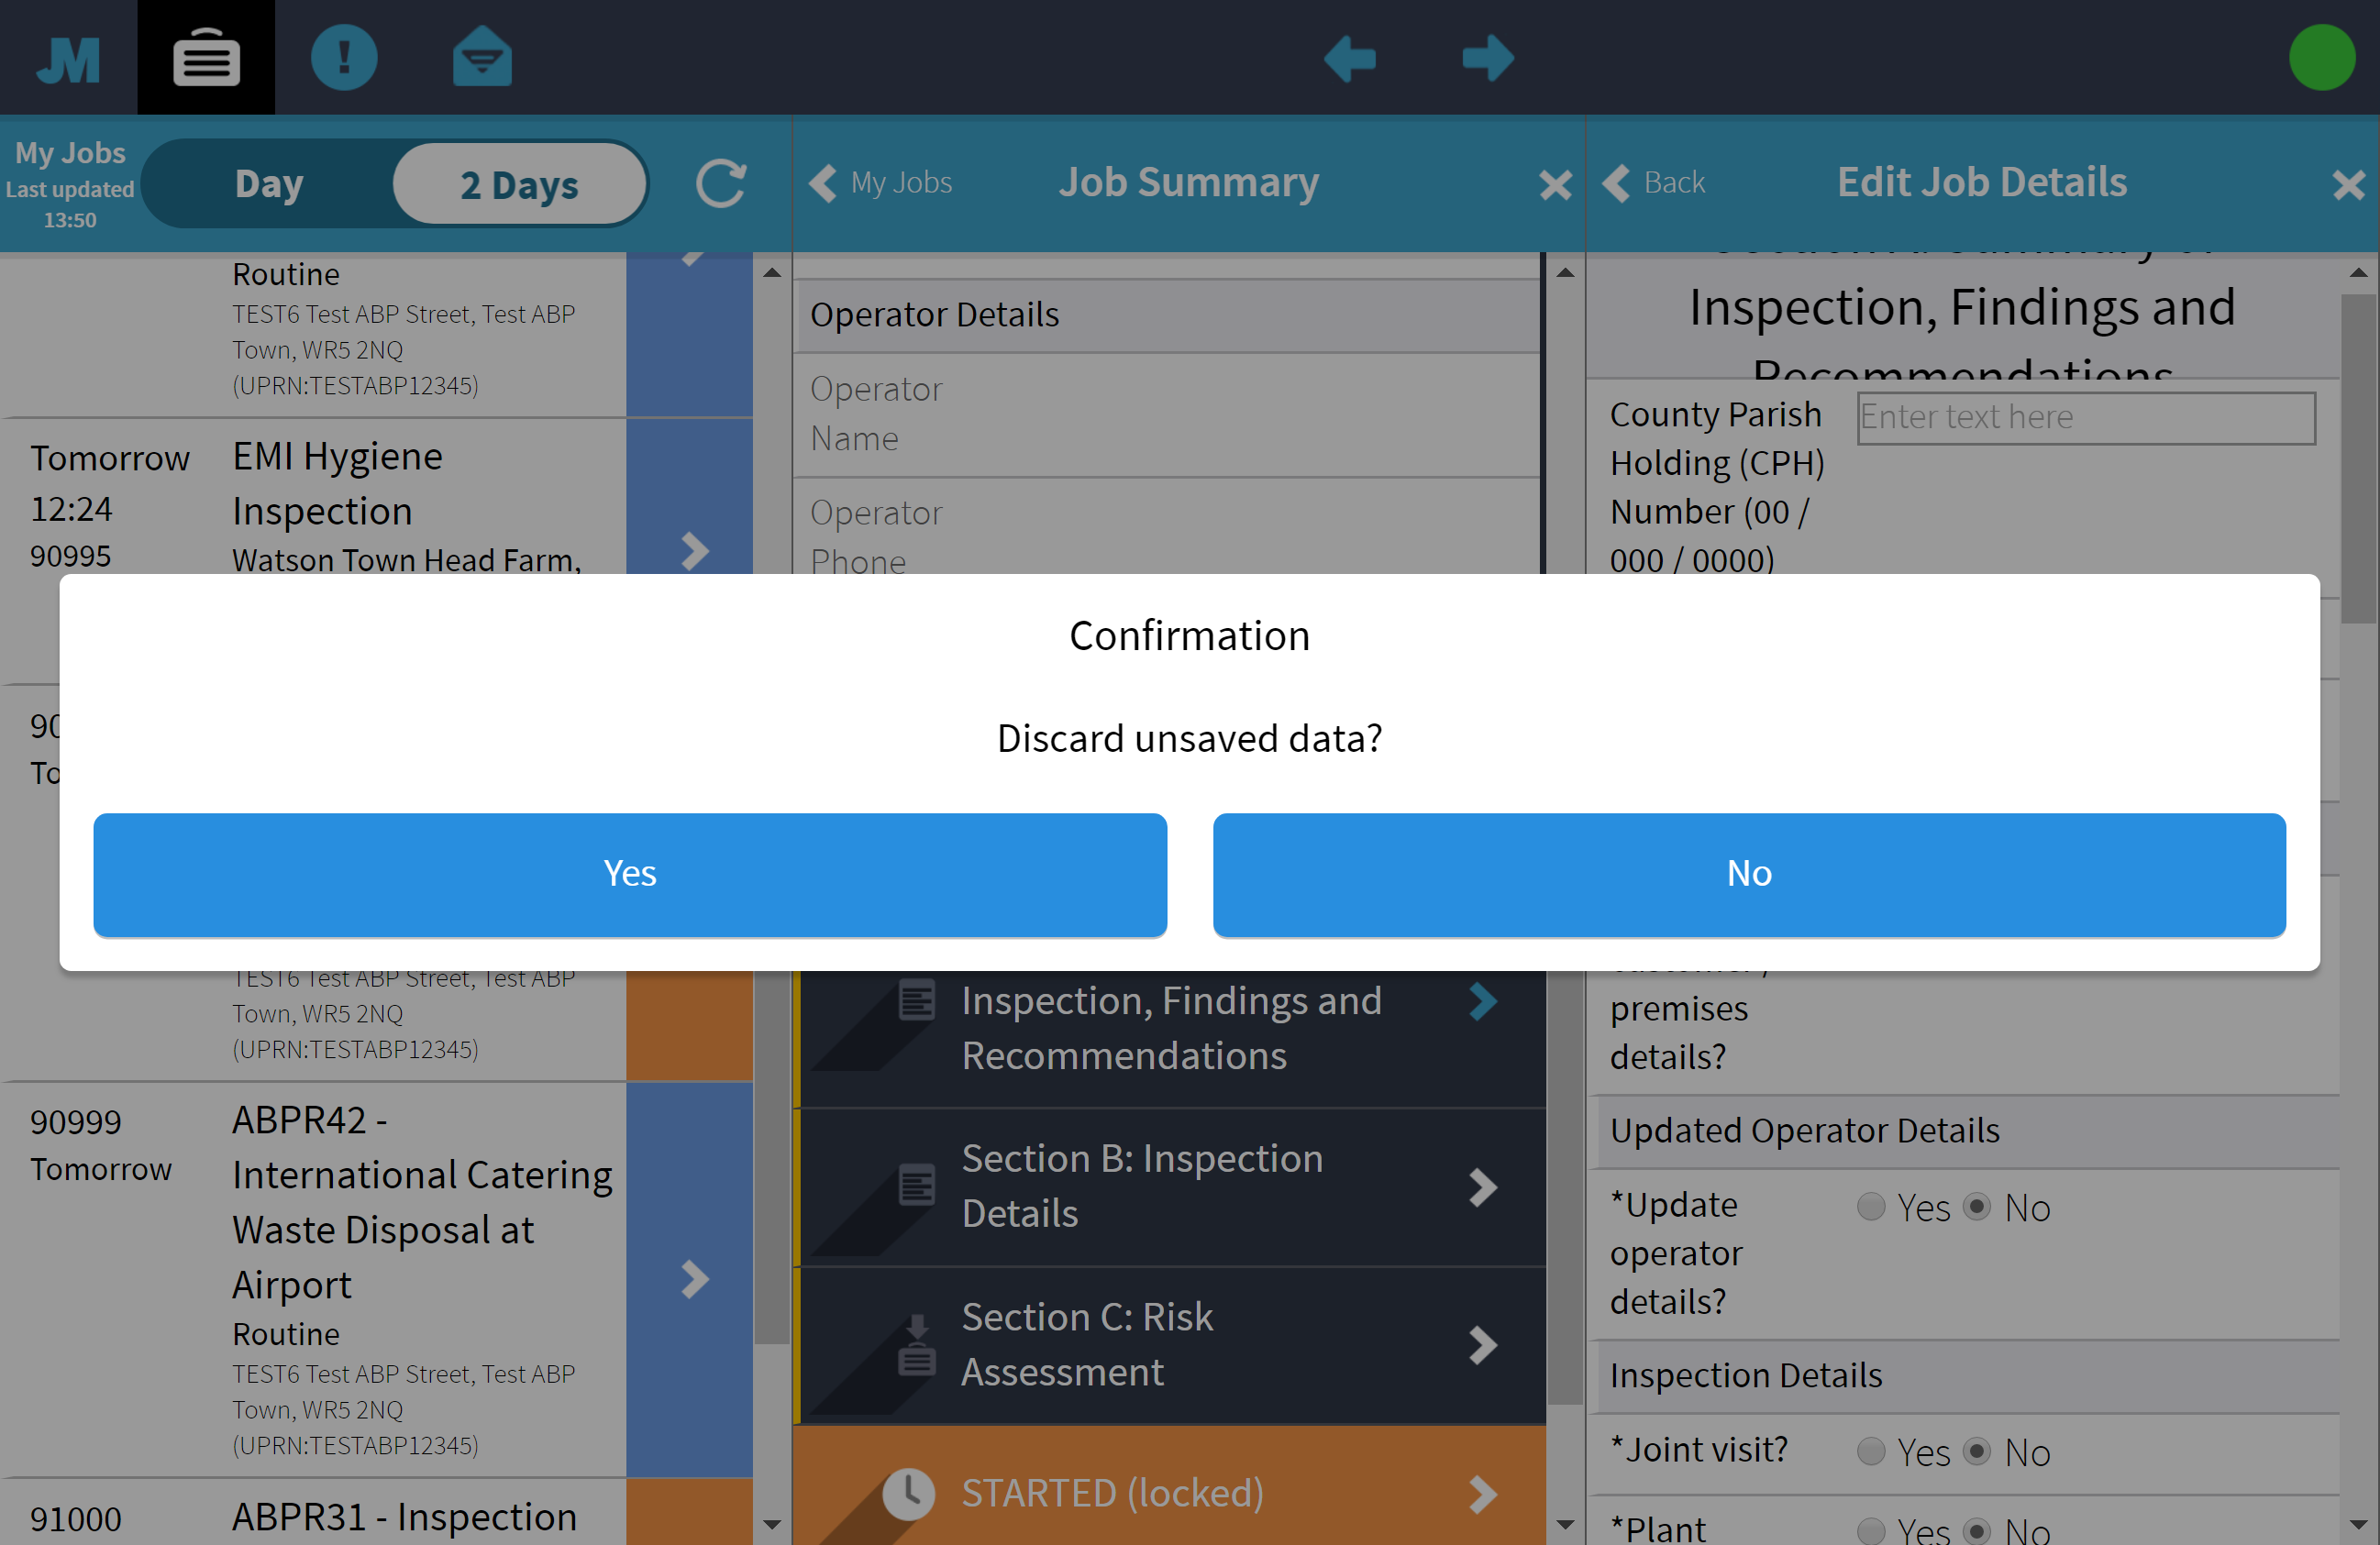 JM
My Jobs
Last updated
13:50
Day
2 Days
My Jobs
Job Summary
Back
Edit Job Details
Routine
TEST6 Test ABP Street, Test ABP
Town, WR5 2NQ
(UPRN:TESTABP12345)
Tomorrow
12:24
90995
EMI Hygiene
Inspection
Watson Town Head Farm,
TEST6 Test ABP Street, Test ABP
Town, WR5 2NQ
(UPRN:TESTABP12345)
90999
Tomorrow
ABPR42 -
International Catering
Waste Disposal at
Airport
Routine
TEST6 Test ABP Street, Test ABP
Town, WR5 2NQ
(UPRN:TESTABP12345)
91000
ABPR31 - Inspection
Operator Details
Operator
Name
Operator
Phone
Inspection, Findings and
Recommendations
Section B: Inspection
Details
Section C: Risk
Assessment
STARTED (locked)
Inspection, Findings and
Recommendations
County Parish
Holding (CPH)
Number (00 /
000 / 0000)
Enter text here
premises
details?
Updated Operator Details
*Update
operator
details?
Yes No
Inspection Details
*Joint visit?
Yes No
*Plant
Yes No
Confirmation
Discard unsaved data?
Yes
No